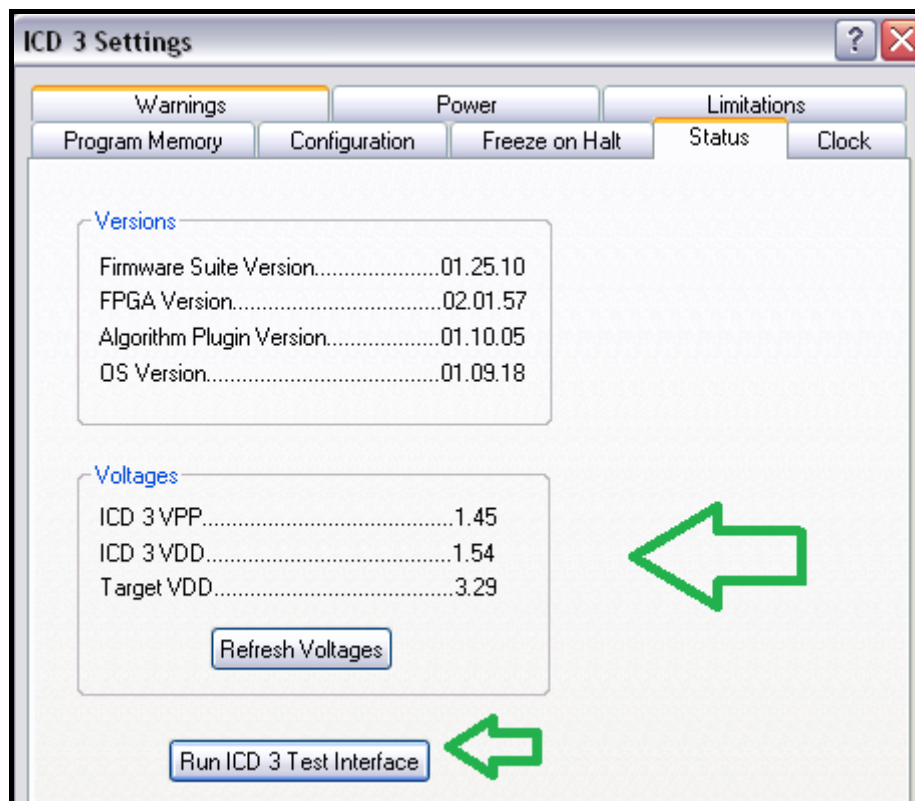 ICD 3 Settings
?
Warnings Power Limitations
Program Memory Configuration Freeze on Halt Status Clock
Versions
Firmware Suite Version.....................01.25.10
FPGA Version...................................02.01.57
Algorithm Plugin Version...................01.10.05
OS Version.......................................01.09.18
Voltages
ICD 3 VPP..........................................1.45
ICD 3 VDD..........................................1.54
Target VDD........................................3.29
Refresh Voltages
Run ICD 3 Test Interface